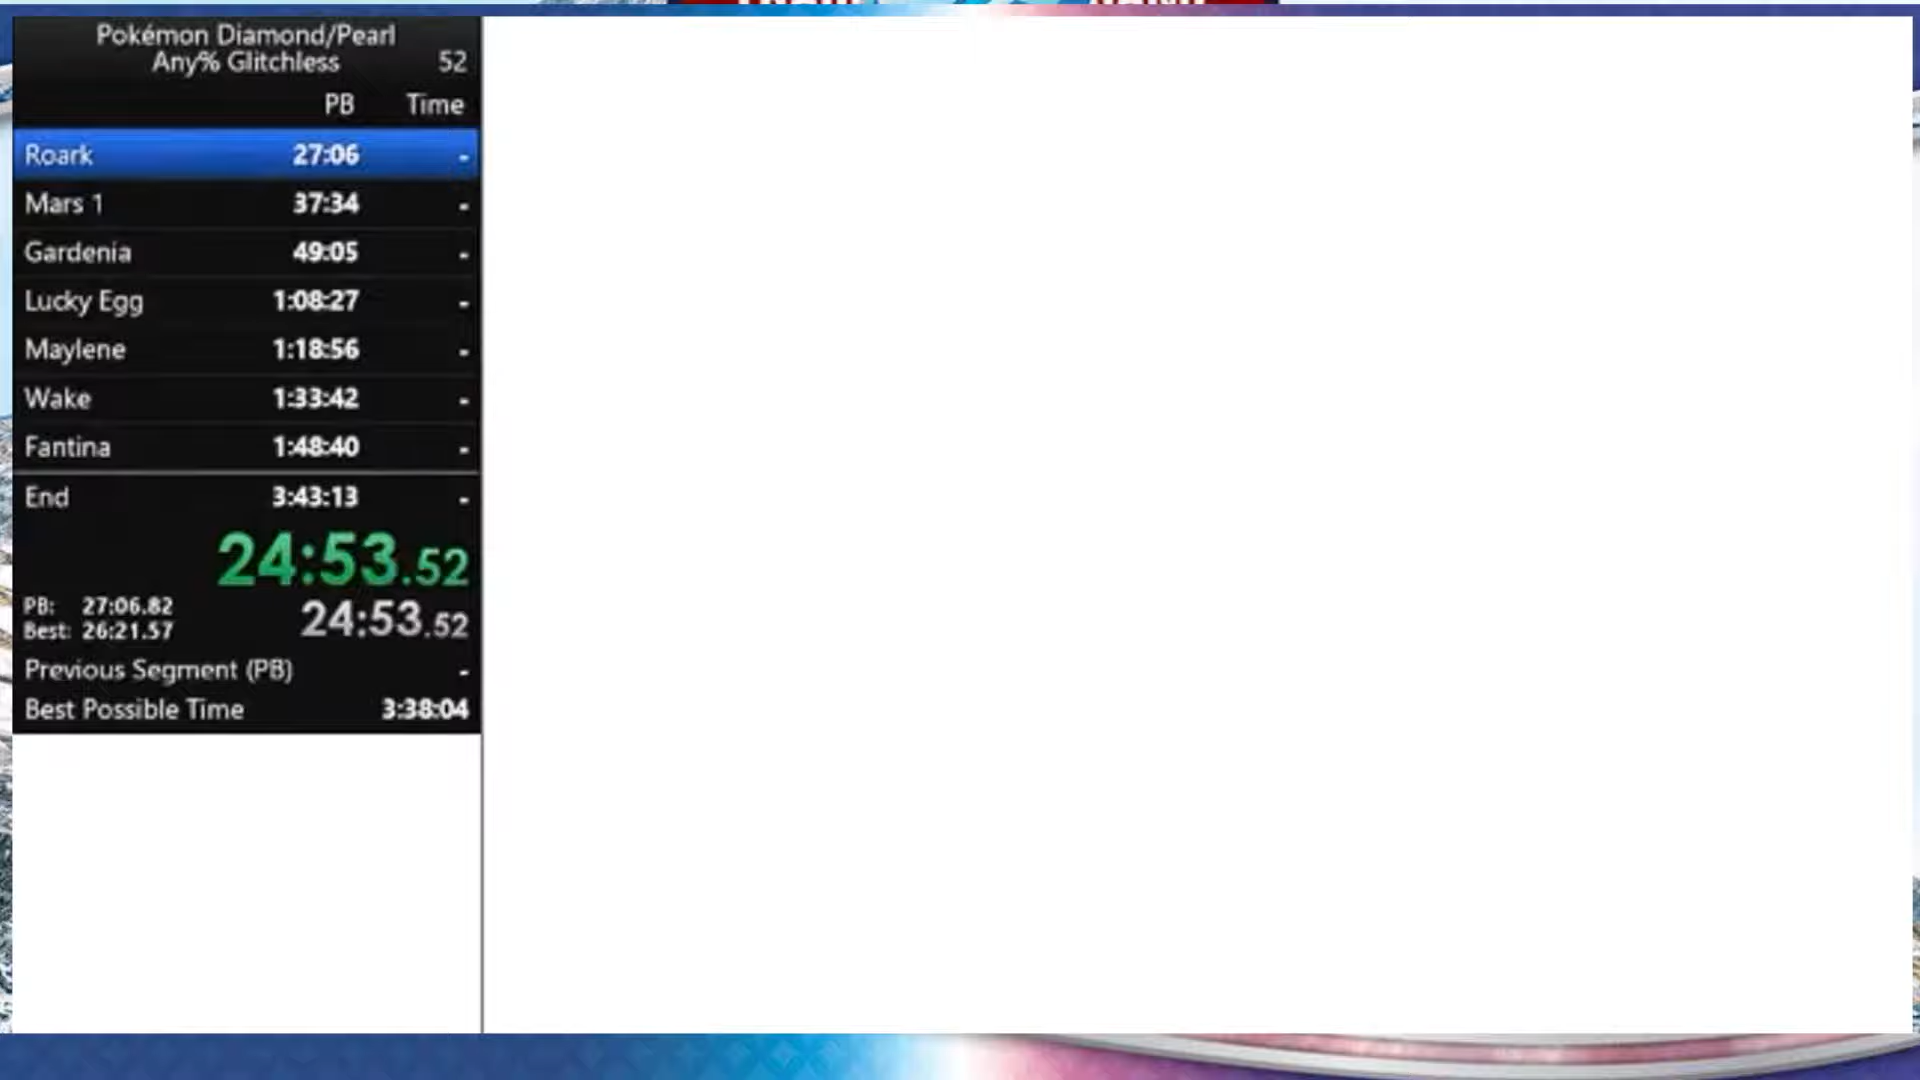 Pokémon Diamond/Pearl
Any% Glitchless 52
PB Time
Roark 27:06 -
Mars 1 37:34 -
Gardenia 49:05 -
Lucky Egg 1:08:27 -
Maylene 1:18:56 -
Wake 1:33:42 -
Fantina 1:48:40 -
End 3:43:13 -
24:53.52
PB: 27:06.82 24:53.52
Best: 26:21.57
Previous Segment (PB) -
Best Possible Time 3:38:04